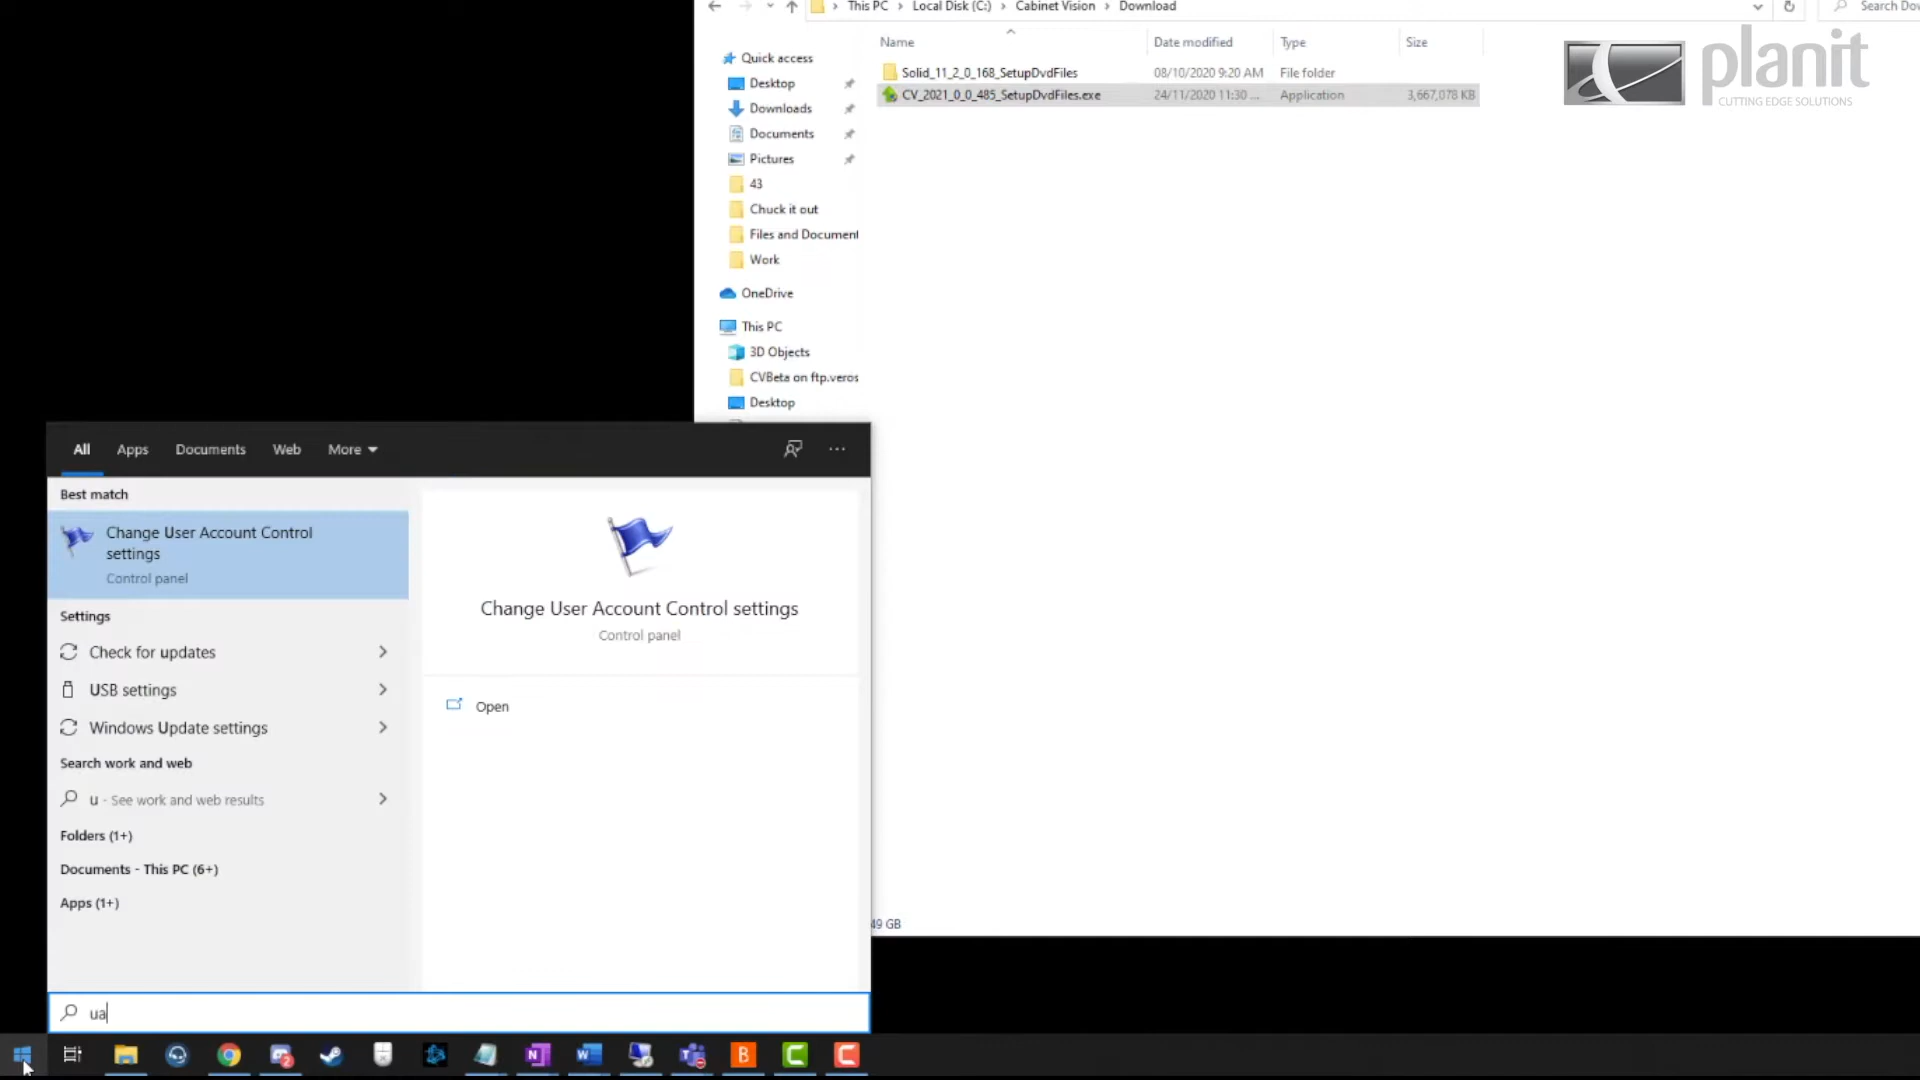 This PC > Local Disk (C:) > Cabinet Vision > Download
Name
Date modified
Type
Size
Quick access
Desktop
Downloads
Documents
Pictures
43
Chuck it out
Files and Document
Work
OneDrive
This PC
3D Objects
CVBeta on ftp.veros
Desktop
Solid_11_2_0_168_SetupDvdFiles 08/10/2020 9:20 AM File folder
CV_2021_0_0_485_SetupDvdFiles.exe 24/11/2020 11:30 ... Application 3,667,078 KB
planit
CUTTING EDGE SOLUTIONS
All Apps Documents Web More
Best match
Change User Account Control
settings
Control panel
Settings
Check for updates
USB settings
Windows Update settings
Search work and web
u - See work and web results
Folders (1+)
Documents - This PC (6+)
Apps (1+)
Change User Account Control settings
Control panel
Open
49 GB
ua